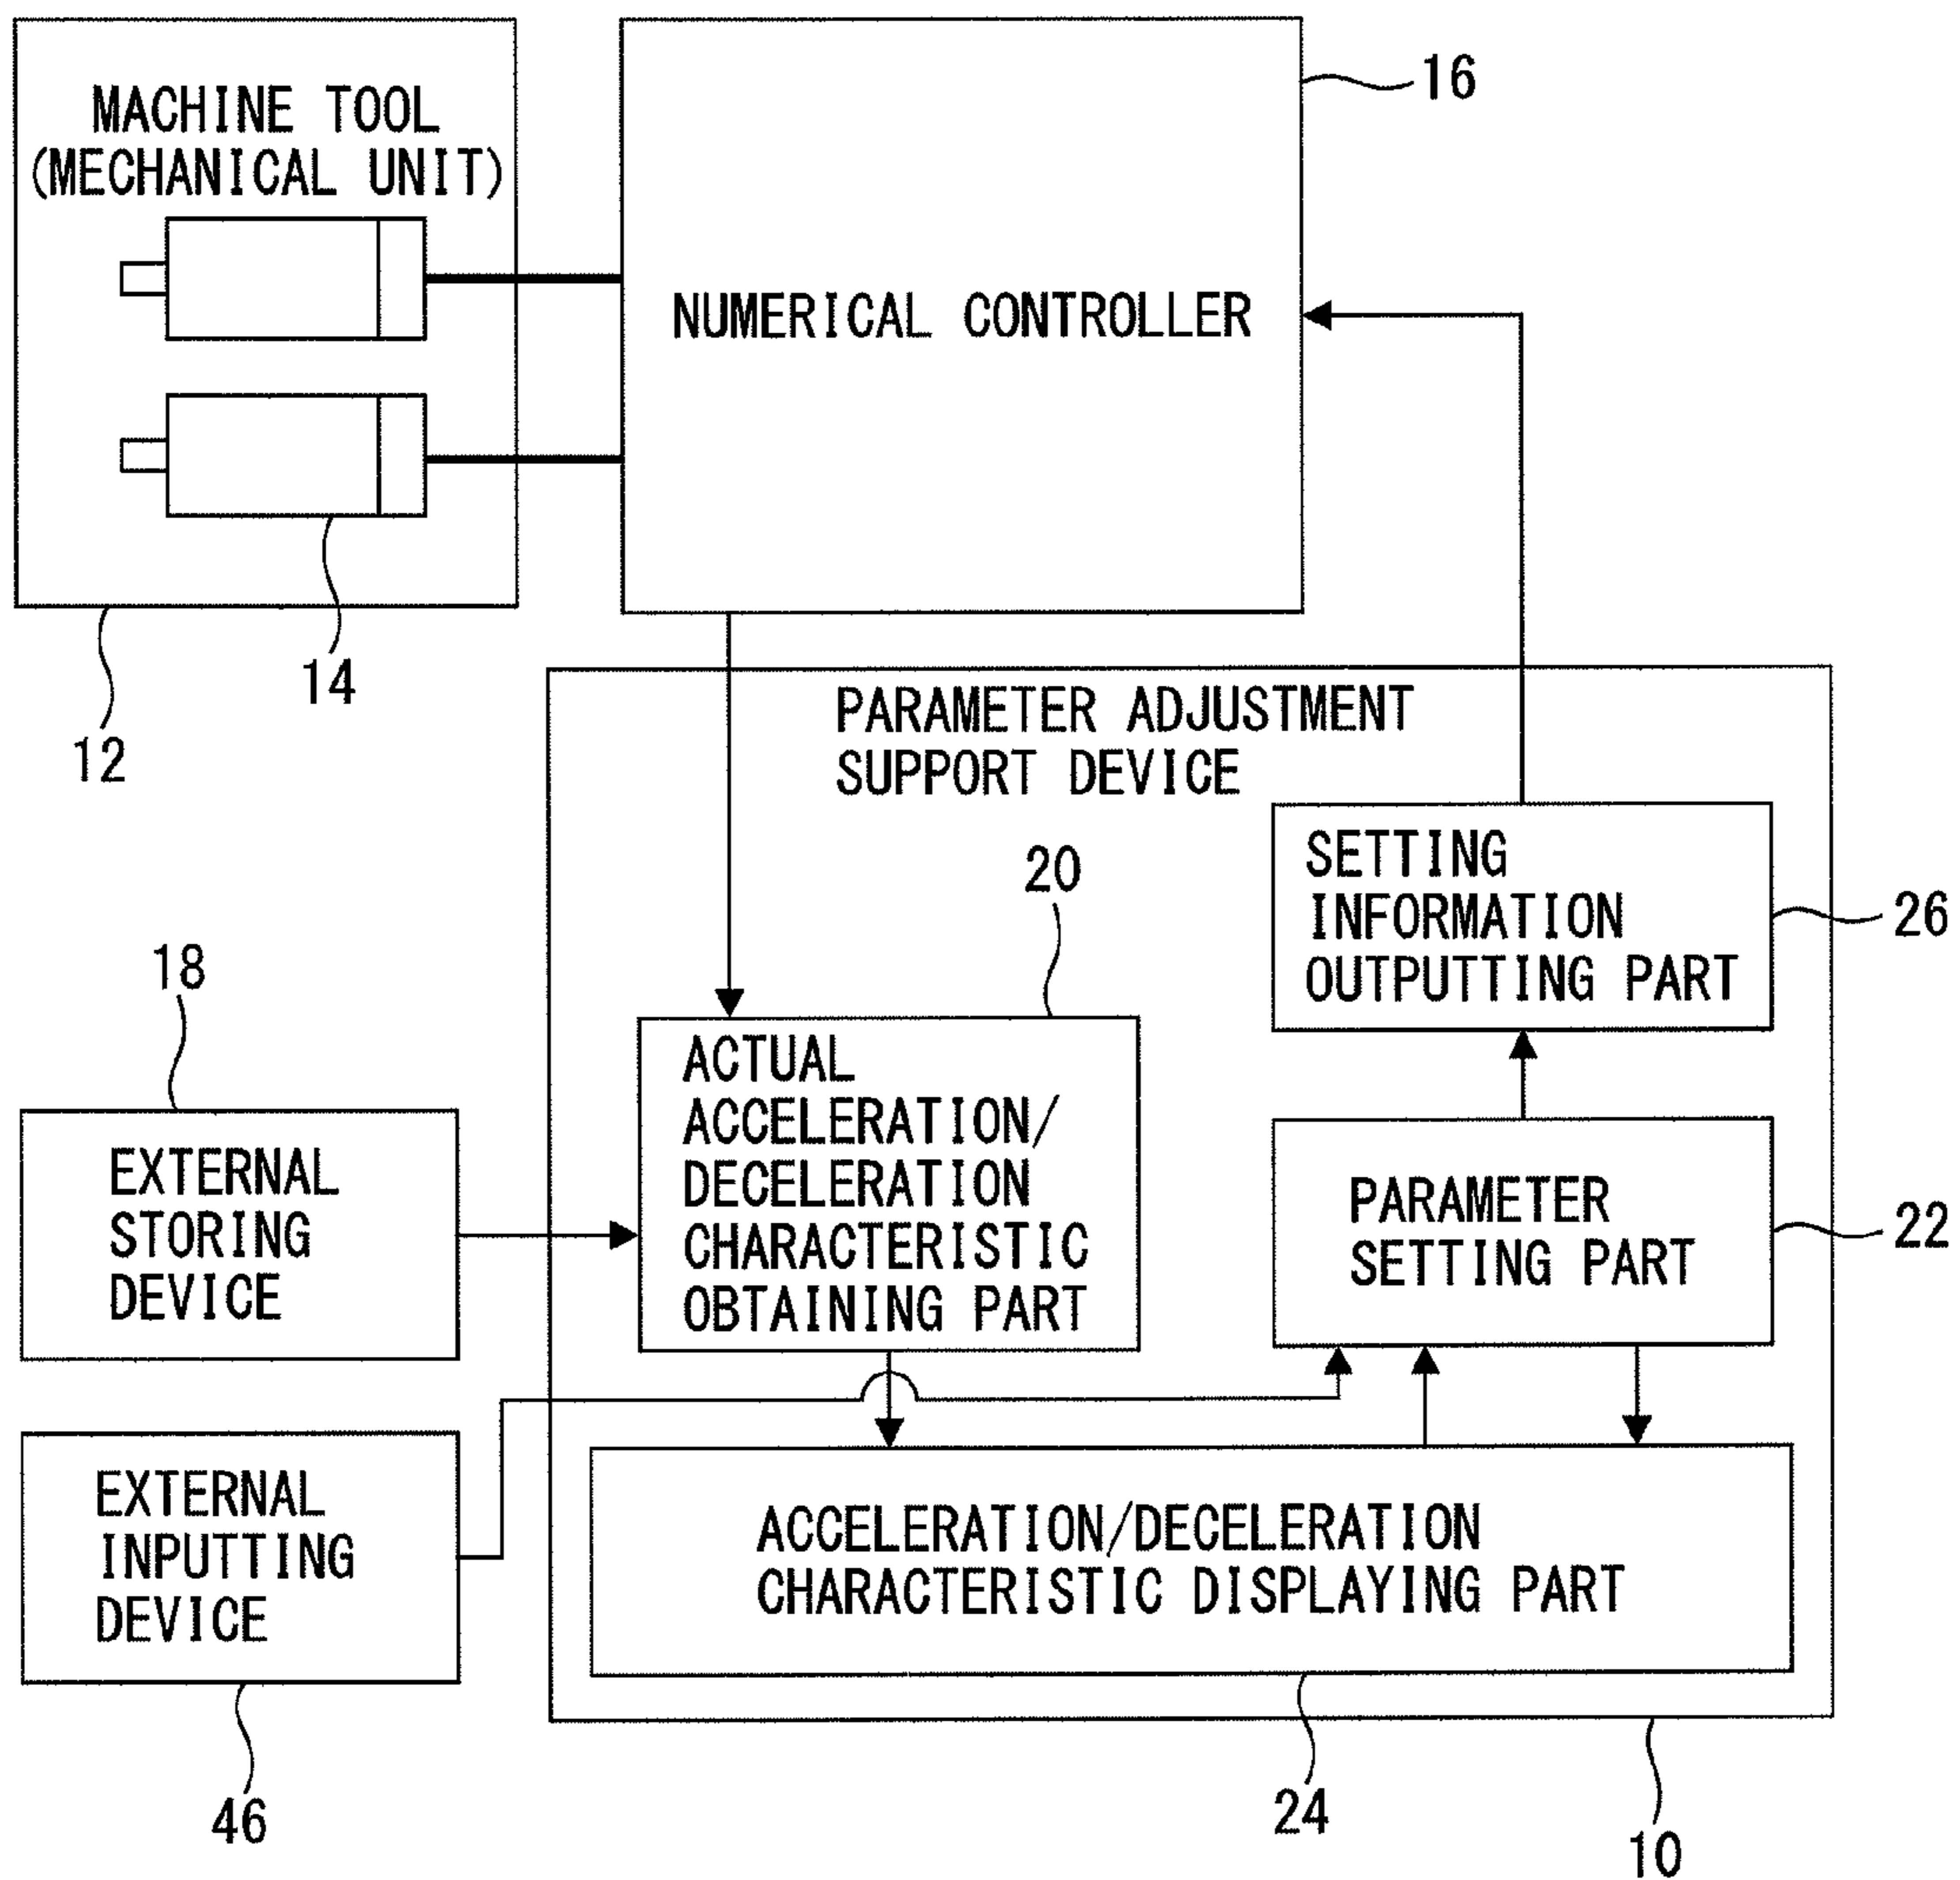 MACHINE TOOL
(MECHANICAL UNIT)
16
NUMERICAL CONTROLLER
14
12
PARAMETER ADJUSTMENT
SUPPORT DEVICE
SETTING
INFORMATION
OUTPUTTING PART
26
20
18
ACTUAL
ACCELERATION/
DECELERATION
CHARACTERISTIC
OBTAINING PART
EXTERNAL
STORING
DEVICE
PARAMETER
SETTING PART
22
EXTERNAL
INPUTTING
DEVICE
ACCELERATION/DECELERATION
CHARACTERISTIC DISPLAYING PART
46
24
10